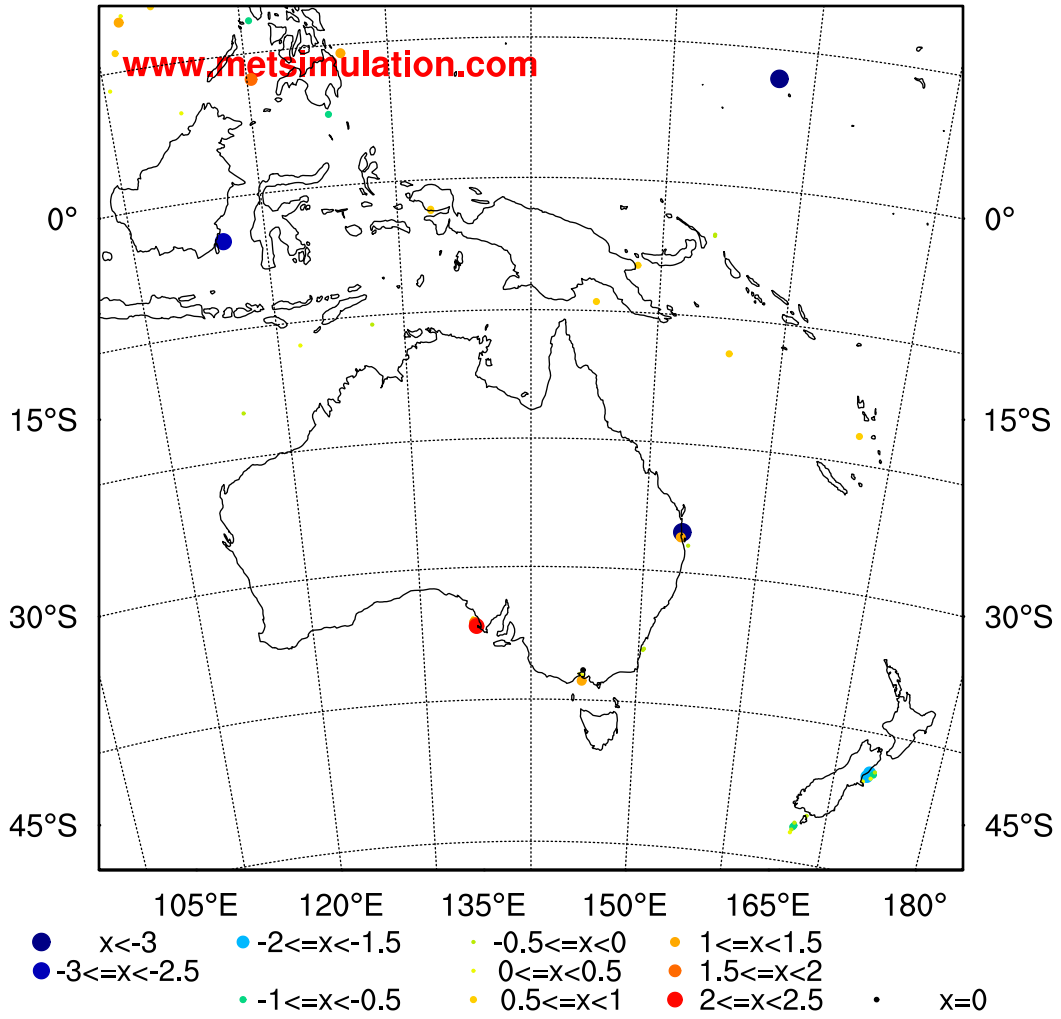 www.metsimulation.com
0° 0°
15°S 15°S
30°S 30°S
45°S 45°S
105°E 120°E 135°E 150°E 165°E 180°
x<-3 -2<=x<-1.5 -0.5<=x<0 1<=x<1.5
-3<=x<-2.5 0<=x<0.5 1.5<=x<2
-1<=x<-0.5 0.5<=x<1 2<=x<2.5 x=0